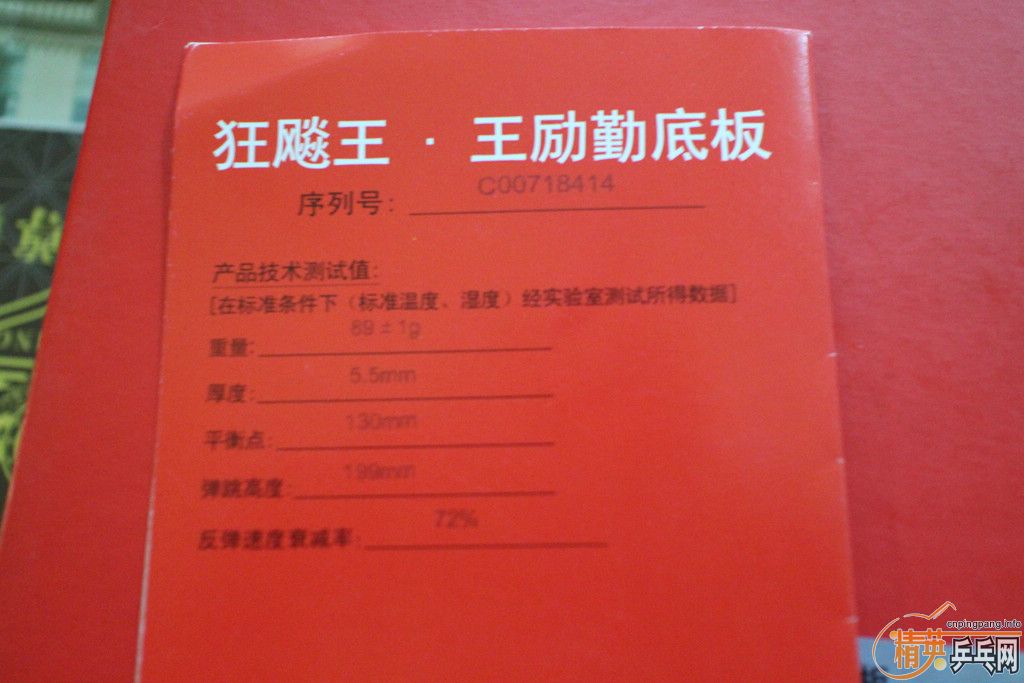 狂飚王 · 王励勤底板
序列号: C00718414
产品技术测试值:
[在标准条件下（标准温度、湿度）经实验室测试所得数据]
重量: 89±1g
厚度: 5.5mm
平衡点: 130mm
弹跳高度: 199mm
反弹速度衰减率: 72%
cnpingpang.info
精英乒乓网